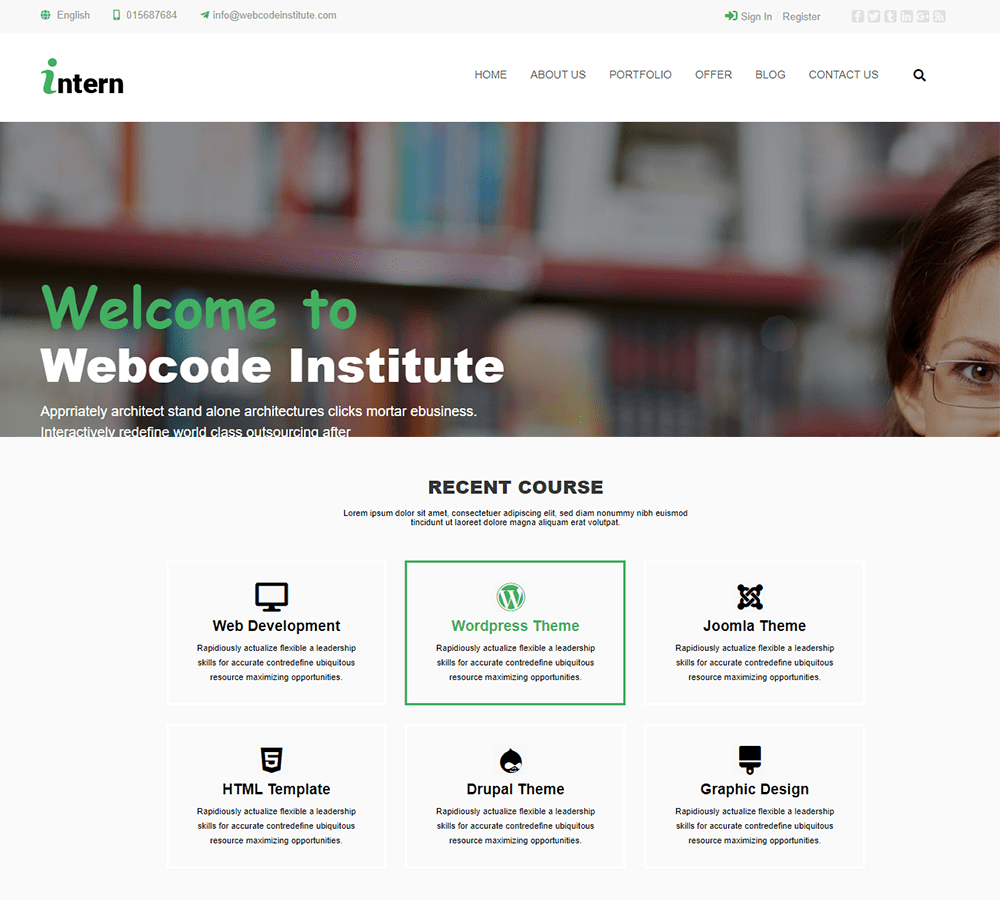 English 015687684 info@webcodeinstitute.com Sign In Register
intern
HOME ABOUT US PORTFOLIO OFFER BLOG CONTACT US
Welcome to
Webcode Institute
Apprriately architect stand alone architectures clicks mortar ebusiness.
Interactively redefine world class outsourcing after
RECENT COURSE
Lorem ipsum dolor sit amet, consectetuer adipiscing elit, sed diam nonummy nibh euismod
tincidunt ut laoreet dolore magna aliquam erat volutpat.
Web Development
Rapidiously actualize flexible a leadership
skills for accurate contredefine ubiquitous
resource maximizing opportunities.
Wordpress Theme
Rapidiously actualize flexible a leadership
skills for accurate contredefine ubiquitous
resource maximizing opportunities.
Joomla Theme
Rapidiously actualize flexible a leadership
skills for accurate contredefine ubiquitous
resource maximizing opportunities.
HTML Template
Rapidiously actualize flexible a leadership
skills for accurate contredefine ubiquitous
resource maximizing opportunities.
Drupal Theme
Rapidiously actualize flexible a leadership
skills for accurate contredefine ubiquitous
resource maximizing opportunities.
Graphic Design
Rapidiously actualize flexible a leadership
skills for accurate contredefine ubiquitous
resource maximizing opportunities.